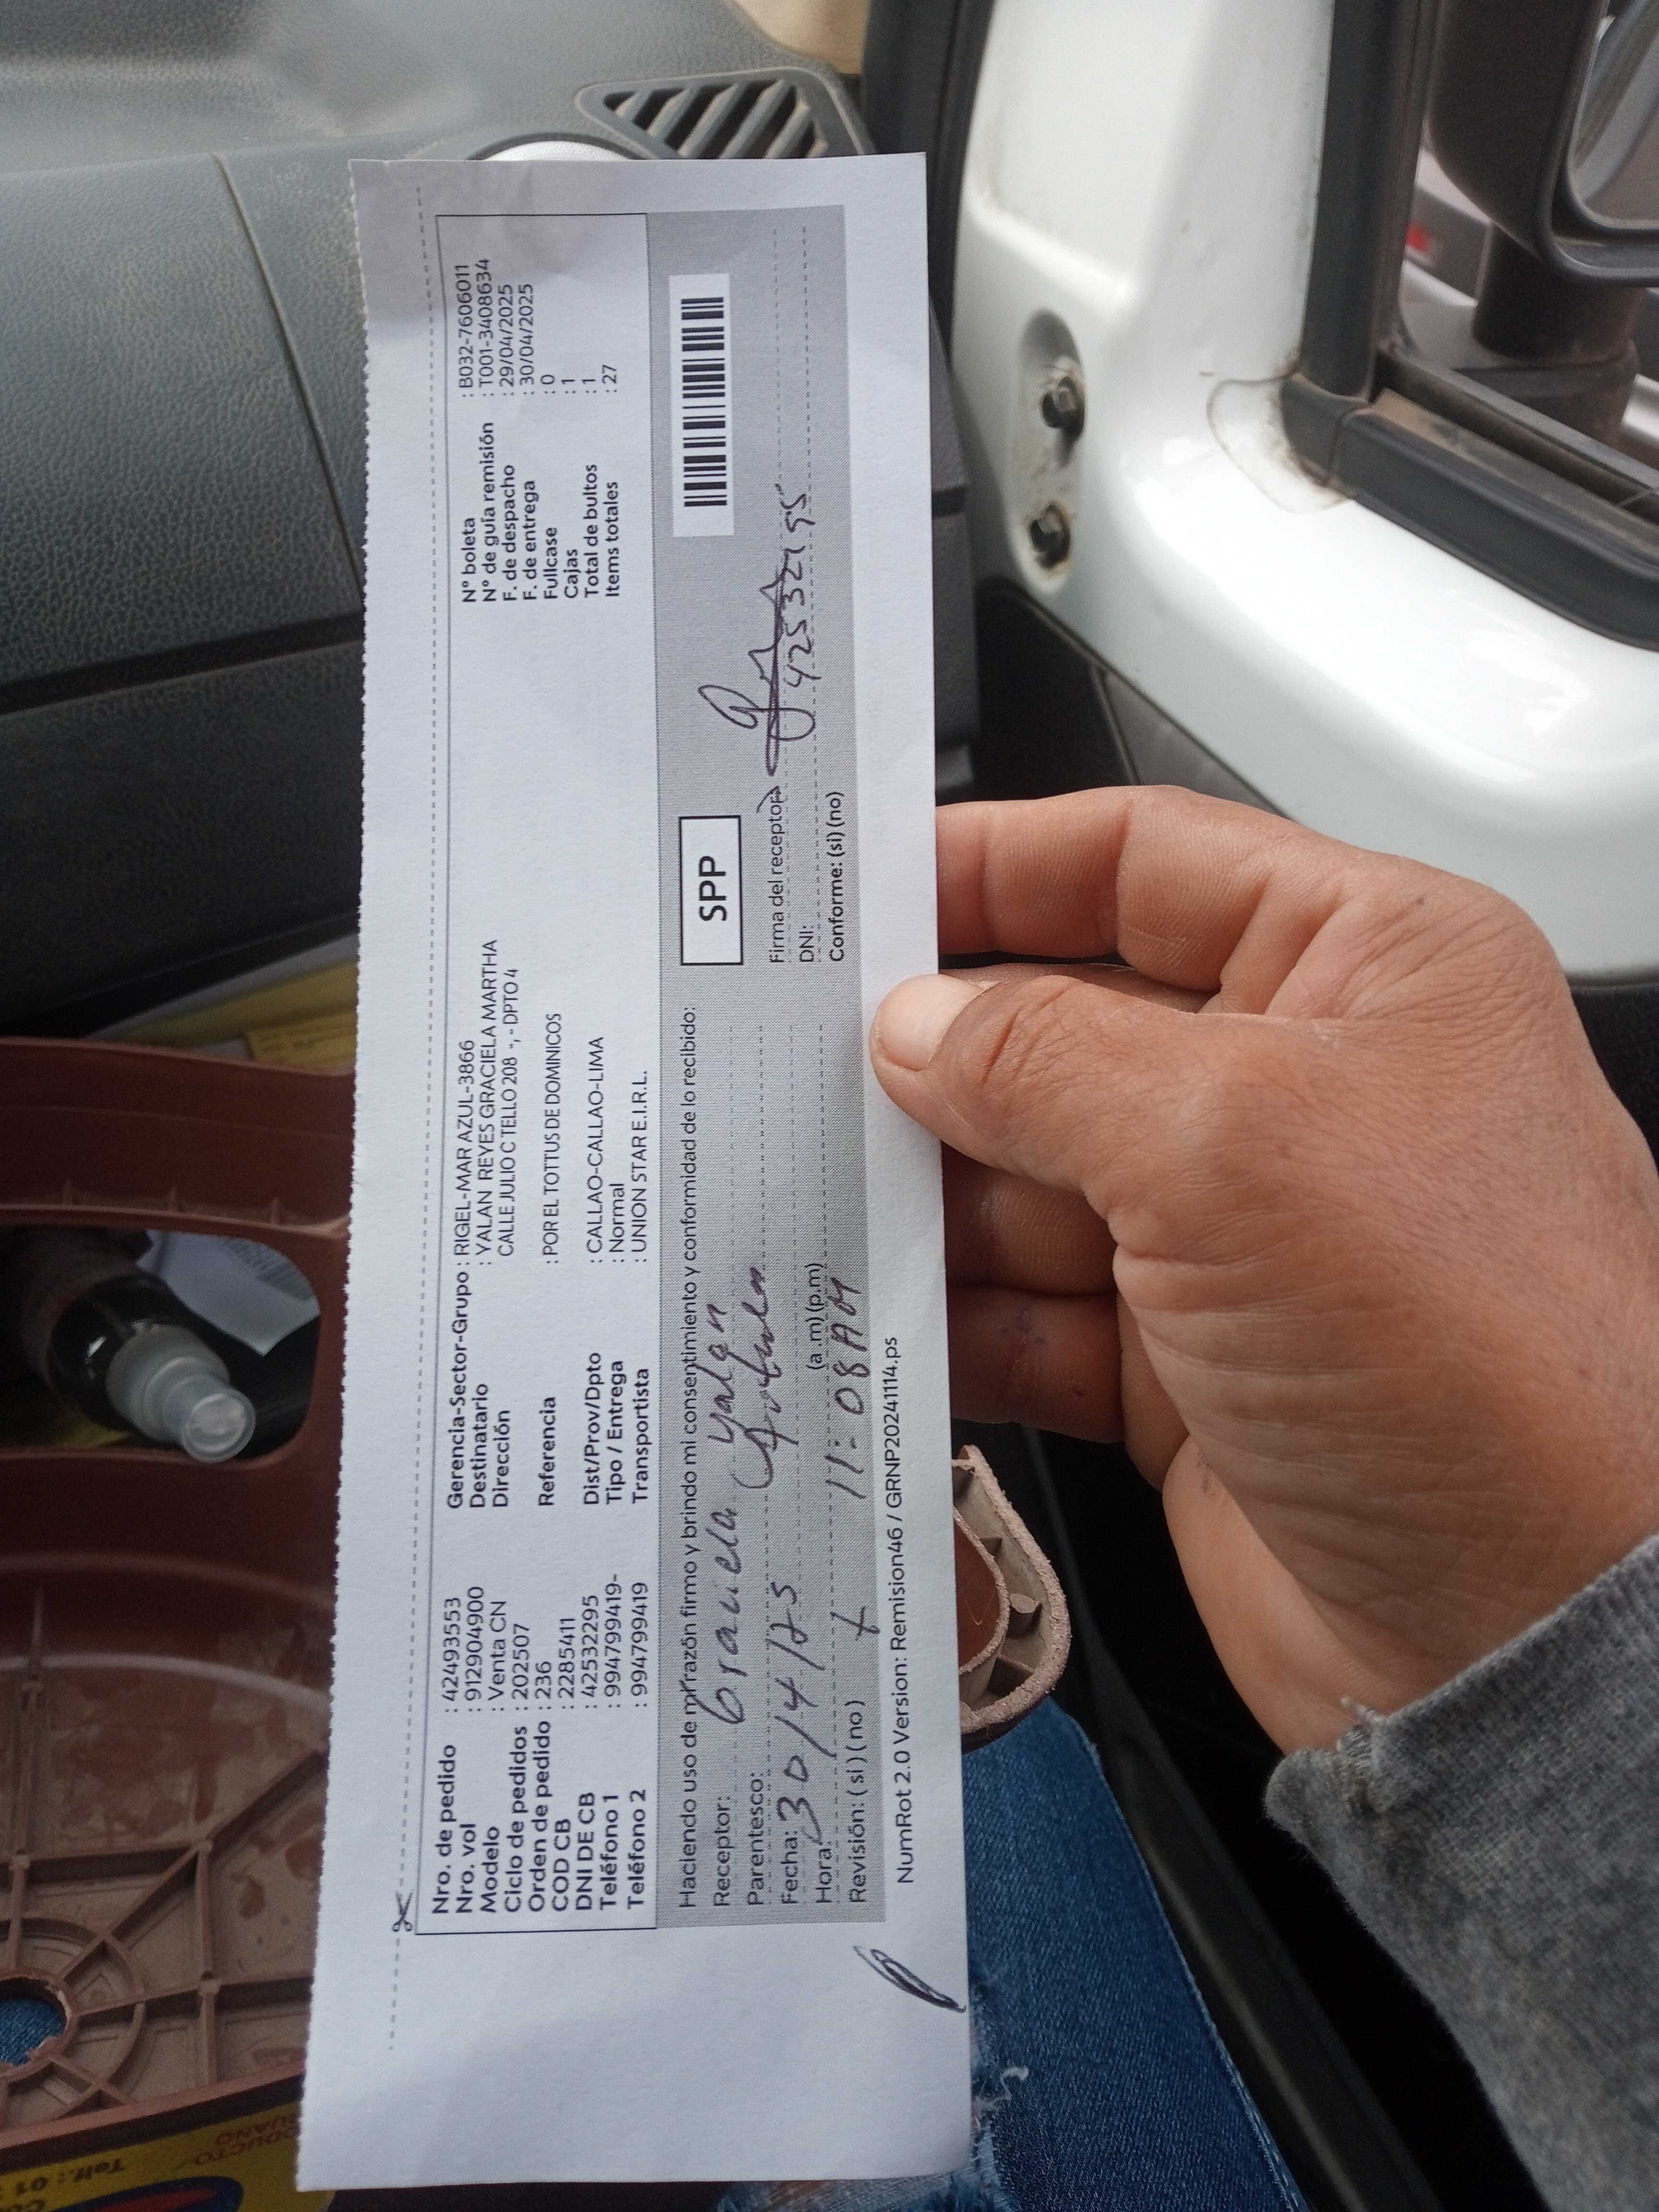 Nro. de pedido : 42493553
Nro. vol : 912904900
Modelo : Venta CN
Ciclo de pedidos : 202507
Orden de pedido : 236
COD CB : 2285411
DNI DE CB : 42532295
Teléfono 1 : 994799419-
Teléfono 2 : 994799419
Gerencia-Sector-Grupo : RIGEL-MAR AZUL-3866
Destinatario : YALAN REYES GRACIELA MARTHA
Dirección CALLE JULIO C TELLO 208 -, - DPTO 4
Referencia : POR EL TOTTUS DE DOMINICOS
Dist/Prov/Dpto : CALLAO-CALLAO-LIMA
Tipo / Entrega : Normal
Transportista : UNION STAR E.I.R.L.
N° boleta : B032-7606011
N° de guía remisión : T001-3408634
F. de despacho : 29/04/2025
F. de entrega : 30/04/2025
Fullcase : 0
Cajas : 1
Total de bultos : 1
Items totales : 27
Haciendo uso de mi razón firmo y brindo mi consentimiento y conformidad de lo recibido:
Receptor: Graciela Yalan
Parentesco:
Fecha: 30/4/25
Hora: 11:08 AM (a.m) (p.m)
Revisión: ( si ) ( no )
SPP
Firma del receptor:
DNI: 42532295
Conforme: (si) (no)
NumRot 2.0 Version: Remision46 / GRNP20241114.ps
Telf.: 01